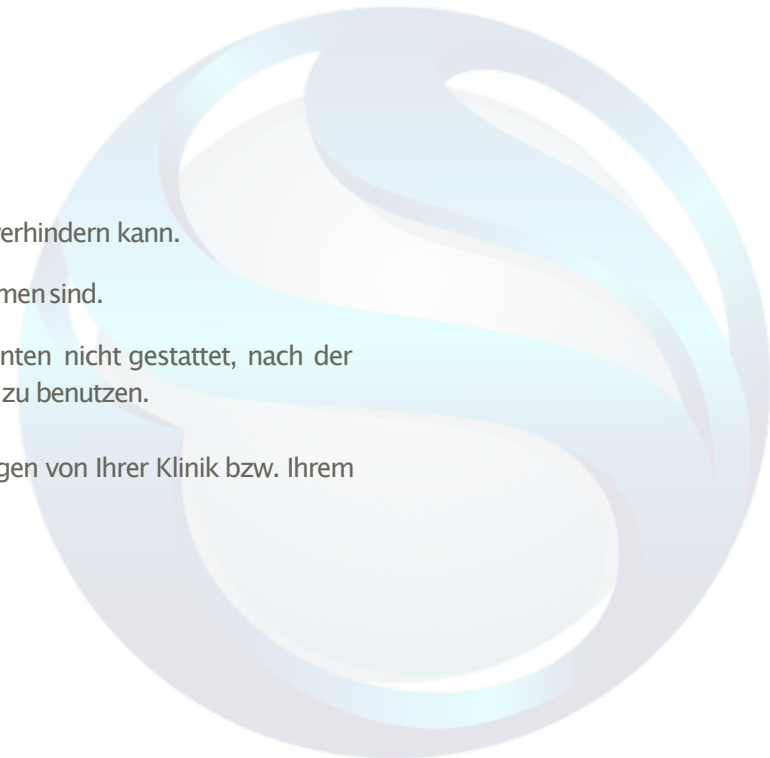 erhindern kann.
men sind.
nten nicht gestattet, nach der
zu benutzen.
gen von Ihrer Klinik bzw. Ihrem